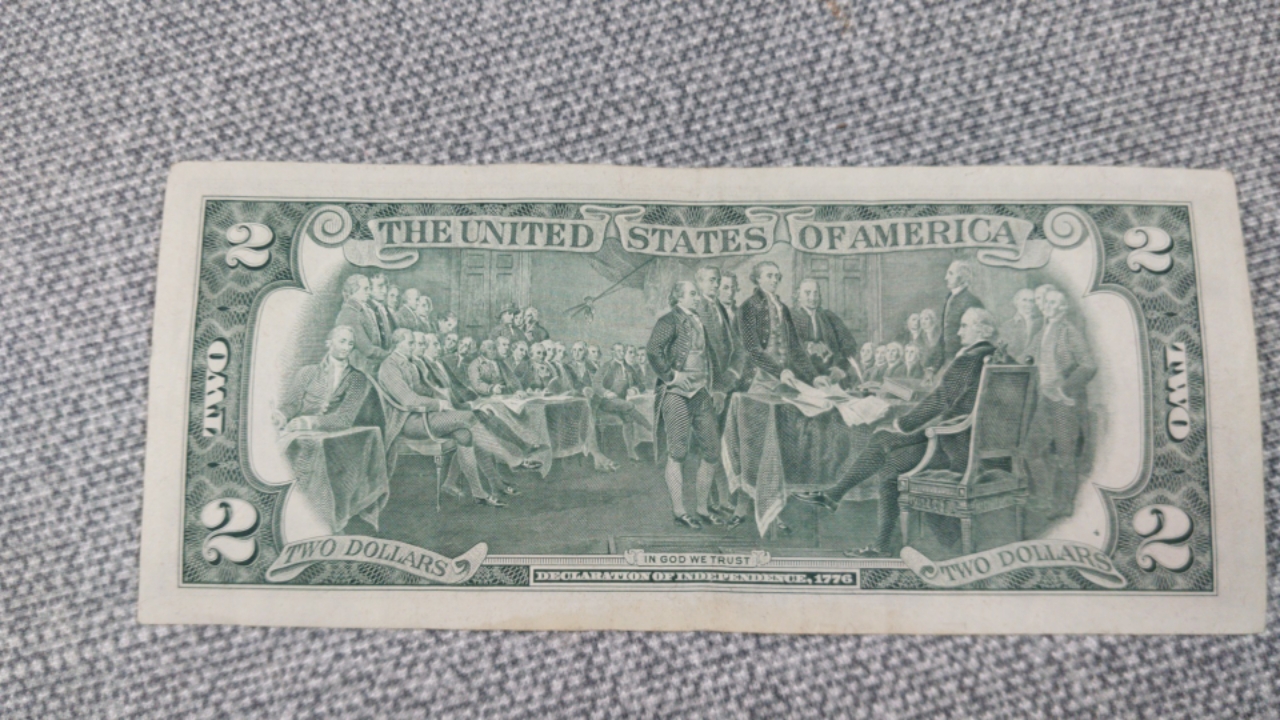 2 THE UNITED STATES OF AMERICA 2
TWO
TWO
2 TWO DOLLARS
IN GOD WE TRUST
DECLARATION OF INDEPENDENCE, 1776
TWO DOLLARS 2